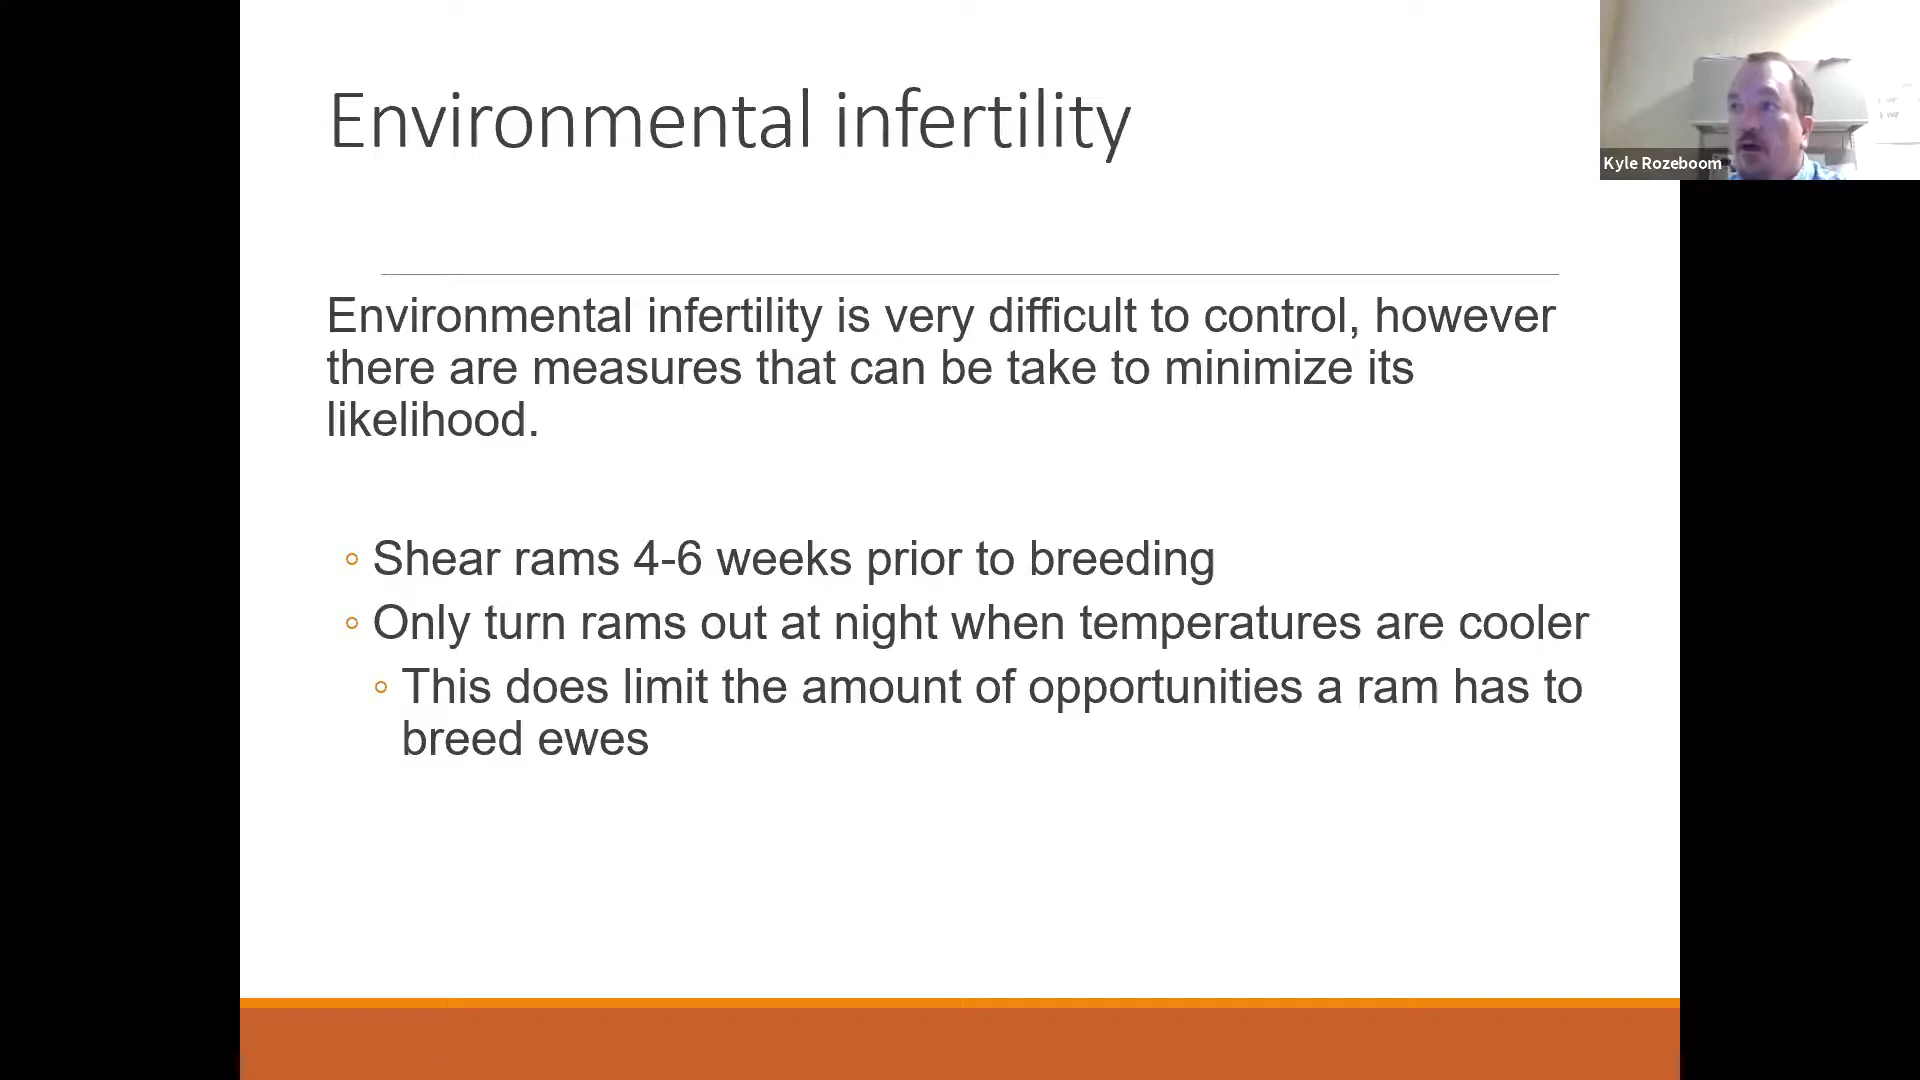 Environmental infertility
Kyle Rozeboom
Environmental infertility is very difficult to control, however
there are measures that can be take to minimize its
likelihood.
◦ Shear rams 4-6 weeks prior to breeding
◦ Only turn rams out at night when temperatures are cooler
◦ This does limit the amount of opportunities a ram has to
breed ewes